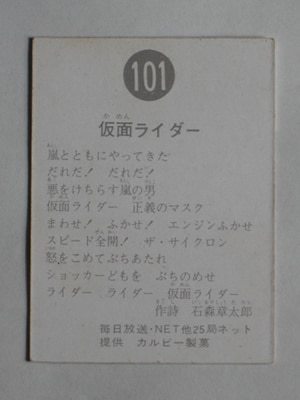 101
仮面ライダー
嵐とともにやってきた
だれだ! だれだ!
悪をけちらす嵐の男
仮面ライダー 正義のマスク
まわせ! ふかせ! エンジンふかせ
スピード全開! ザ・サイクロン
怒をこめてぶちあたれ
ショッカーどもを ぶちのめせ
ライダー ライダー 仮面ライダー
作詩 石森章太郎
毎日放送・NET他25局ネット
提供 カルビー製菓